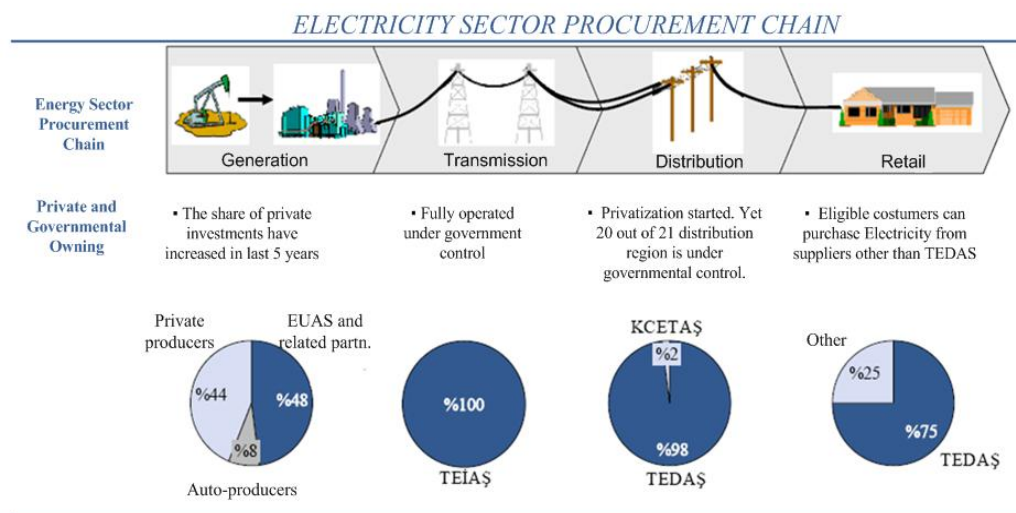 ELECTRICITY SECTOR PROCUREMENT CHAIN
Energy Sector
Procurement
Chain
Generation
Transmission
Distribution
Retail
Private and
Governmental
Owning
▪ The share of private
investments have
increased in last 5 years
▪ Fully operated
under government
control
▪ Privatization started. Yet
20 out of 21 distribution
region is under
governmental control.
▪ Eligible costumers can
purchase Electricity from
suppliers other than TEDAS
Private
producers
EUAS and
related partn.
%44
%48
%8
Auto-producers
%100
TEİAŞ
KCETAŞ
%2
%98
TEDAŞ
Other
%25
%75
TEDAŞ